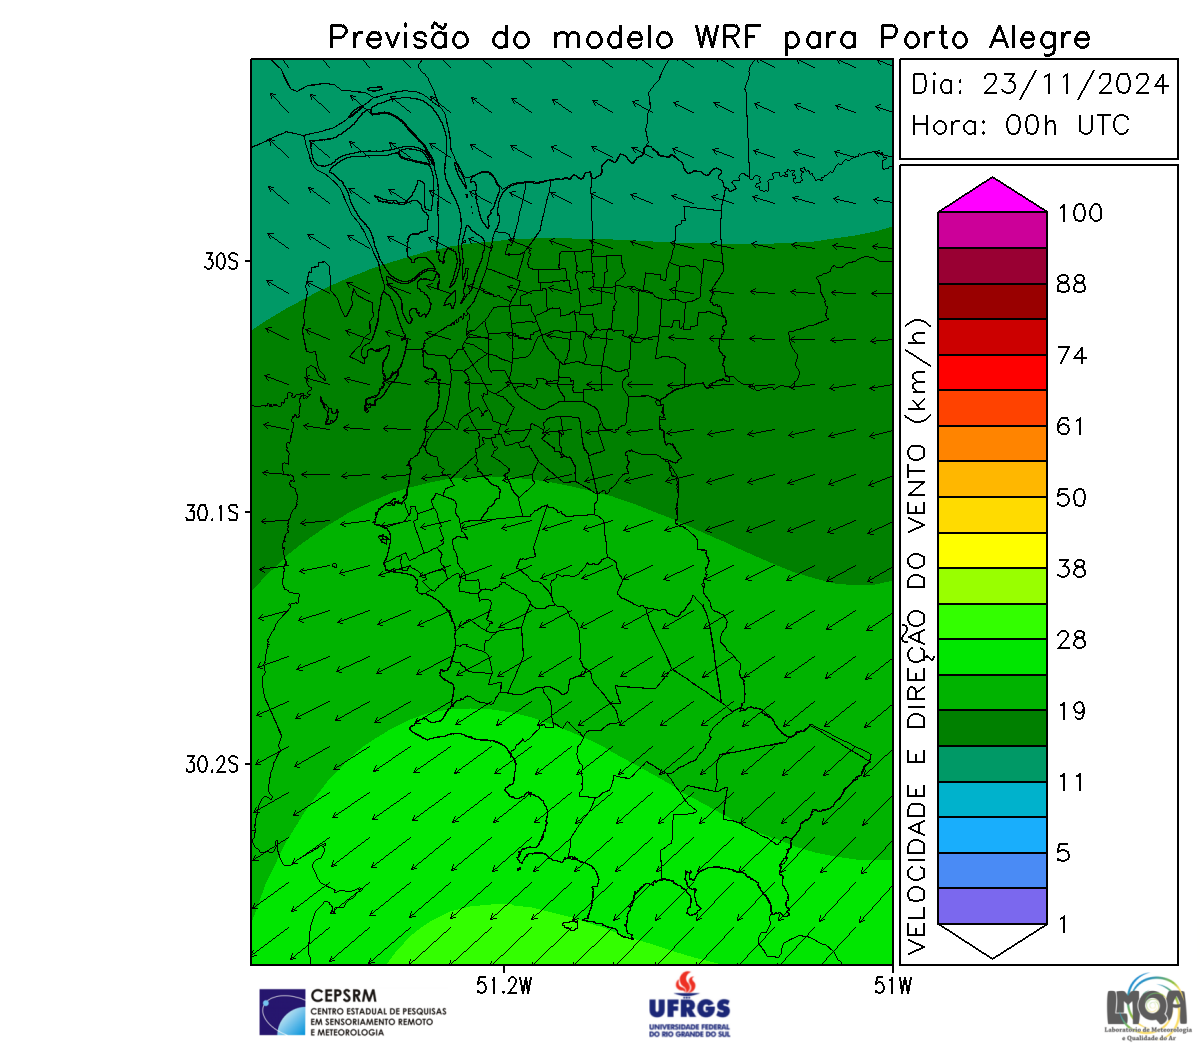 Previsão do modelo WRF para Porto Alegre
Dia: 23/11/2024
Hora: 00h UTC
30S
30.1S
30.2S
51.2W
51W
VELOCIDADE E DIREÇÃO DO VENTO (km/h)
100
88
74
61
50
38
28
19
11
5
1
CEPSRM
CENTRO ESTADUAL DE PESQUISAS
EM SENSORIAMENTO REMOTO
E METEOROLOGIA
UFRGS
UNIVERSIDADE FEDERAL
DO RIO GRANDE DO SUL
LMQA
Laboratório de Meteorologia
e Qualidade do Ar